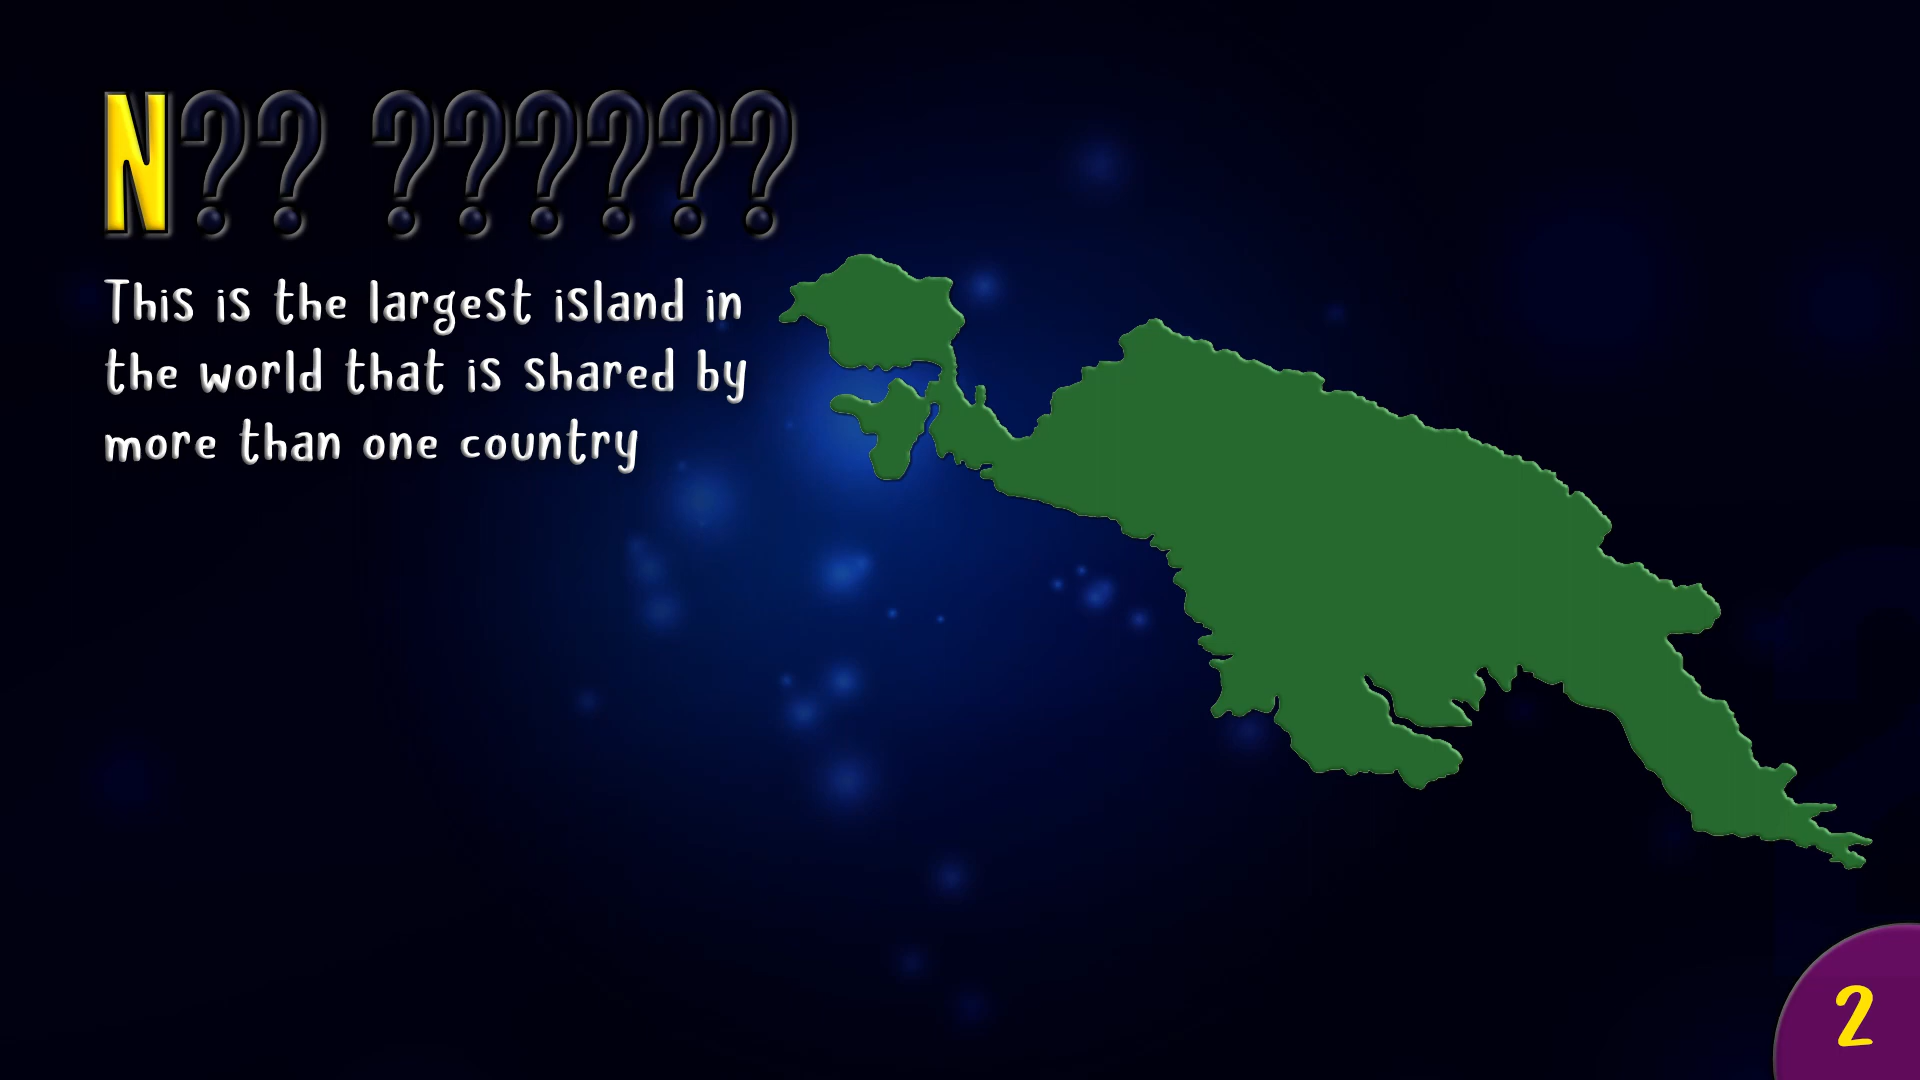 N?? ??????
This is the largest island in
the world that is shared by
more than one country
2